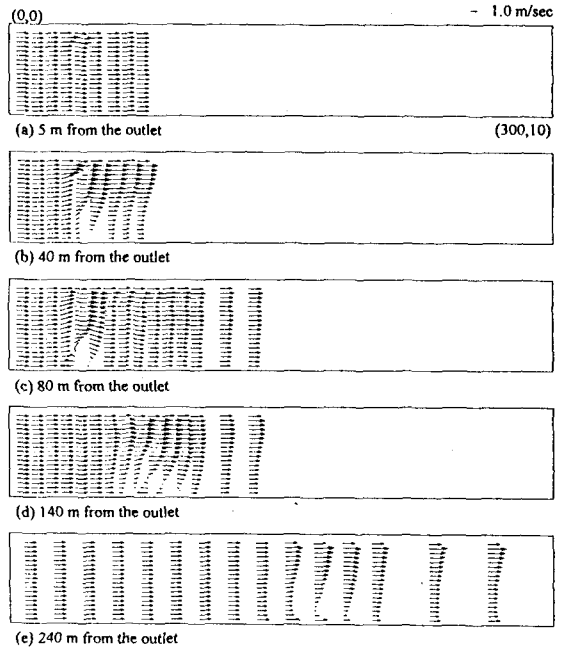 (0,0)
→ 1.0 m/sec
(a) 5 m from the outlet
(300,10)
(b) 40 m from the outlet
(c) 80 m from the outlet
(d) 140 m from the outlet
(e) 240 m from the outlet